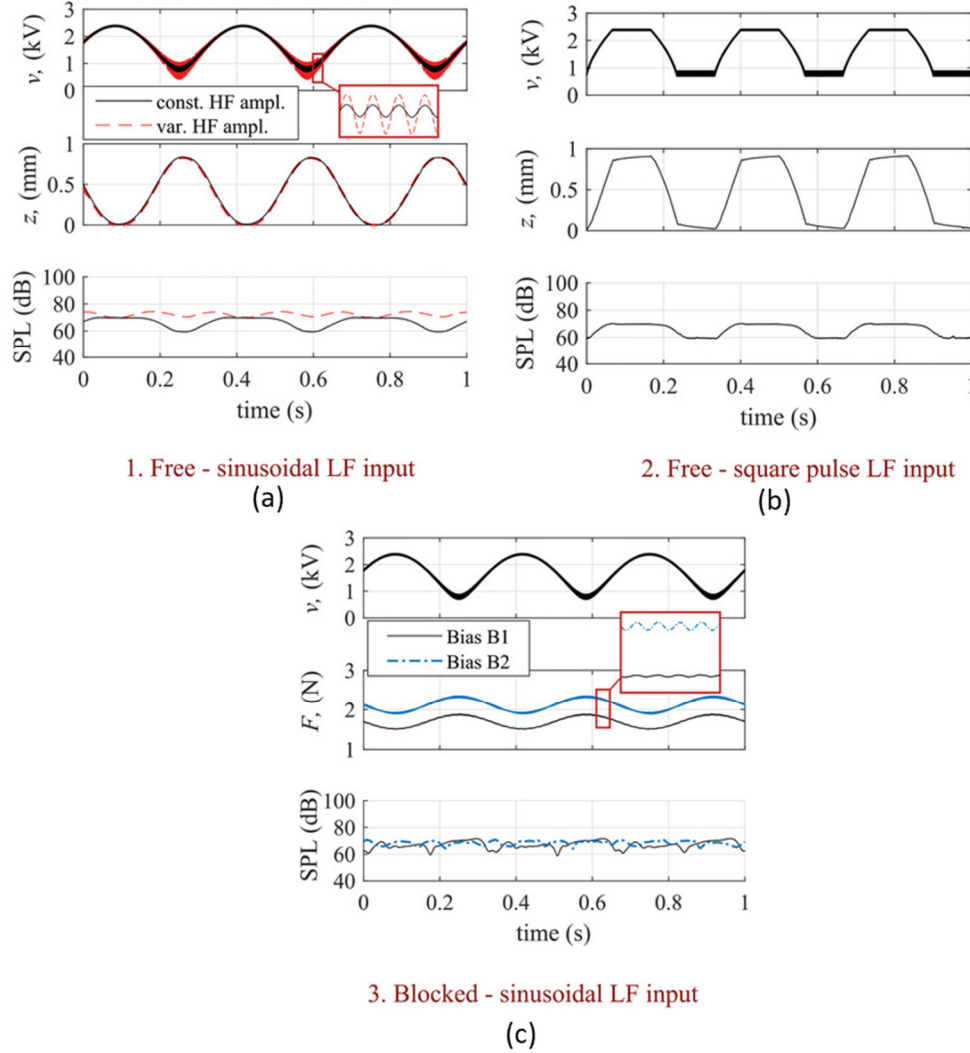 v, (kV)
3
2
1
0
const. HF ampl.
var. HF ampl.
z, (mm)
1
0.5
0
SPL (dB)
100
80
60
40
0 0.2 0.4 0.6 0.8 1
time (s)
1. Free - sinusoidal LF input
(a)
v, (kV)
3
2
1
0
z, (mm)
1
0.5
0
SPL (dB)
100
80
60
40
0 0.2 0.4 0.6 0.8 1
time (s)
2. Free - square pulse LF input
(b)
v, (kV)
3
2
1
0
Bias B1
Bias B2
F, (N)
3
2
1
SPL (dB)
100
80
60
40
0 0.2 0.4 0.6 0.8 1
time (s)
3. Blocked - sinusoidal LF input
(c)